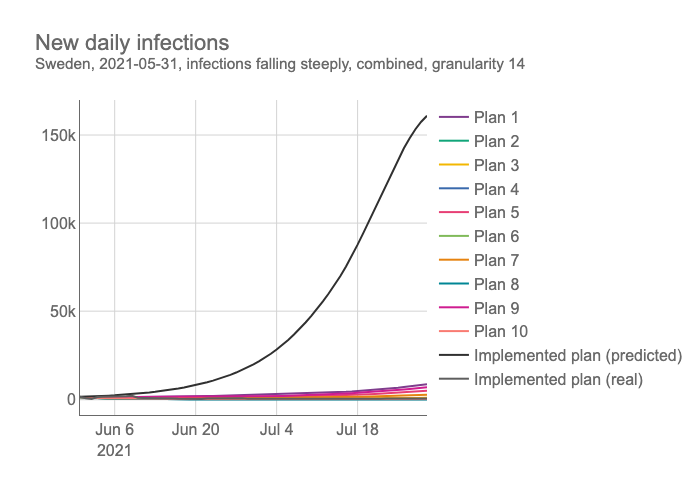 New daily infections
Sweden, 2021-05-31, infections falling steeply, combined, granularity 14
150k
100k
50k
0
Jun 6
2021
Jun 20
Jul 4
Jul 18
Plan 1
Plan 2
Plan 3
Plan 4
Plan 5
Plan 6
Plan 7
Plan 8
Plan 9
Plan 10
Implemented plan (predicted)
Implemented plan (real)